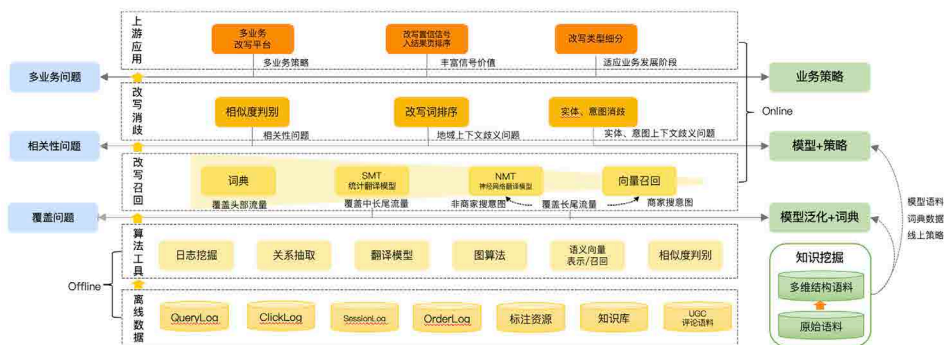 上游应用
多业务
改写平台
改写置信信号
入结果页排序
改写类型细分
多业务策略
丰富信号价值
适应业务发展阶段
多业务问题
业务策略
改写消歧
相似度判别
改写词排序
实体、意图消歧
Online
相关性问题
地域上下文歧义问题
实体、意图上下文歧义问题
相关性问题
模型+策略
改写召回
词典
SMT
统计翻译模型
NMT
神经网络翻译模型
向量召回
覆盖头部流量
覆盖中长尾流量
非商家搜意图
覆盖长尾流量
商家搜意图
覆盖问题
模型泛化+词典
模型语料
词典数据
线上策略
算法工具
日志挖掘
关系抽取
翻译模型
图算法
语义向量
表示/召回
相似度判别
Offline
离线数据
QueryLog
ClickLog
SessionLog
OrderLog
标注资源
知识库
UGC
评论语料
知识挖掘
多维结构语料
原始语料